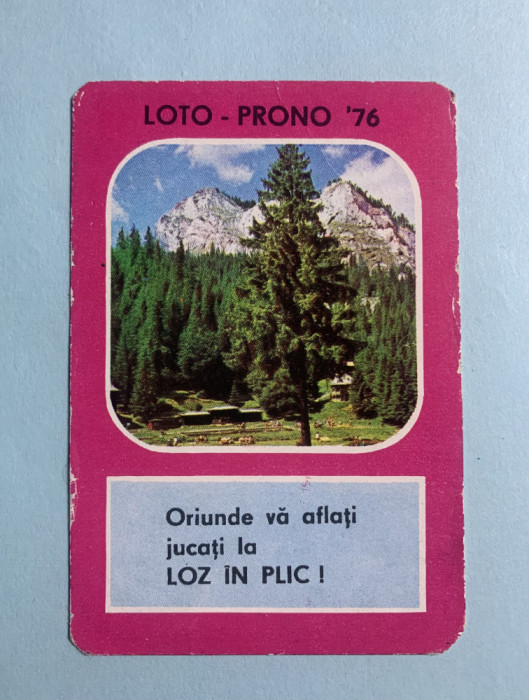 LOTO - PRONO '76
Oriunde vă aflați
jucați la
LOZ ÎN PLIC !